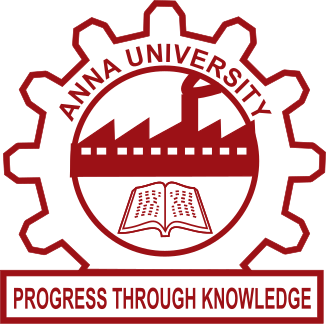 ANNA UNIVERSITY
PROGRESS THROUGH KNOWLEDGE